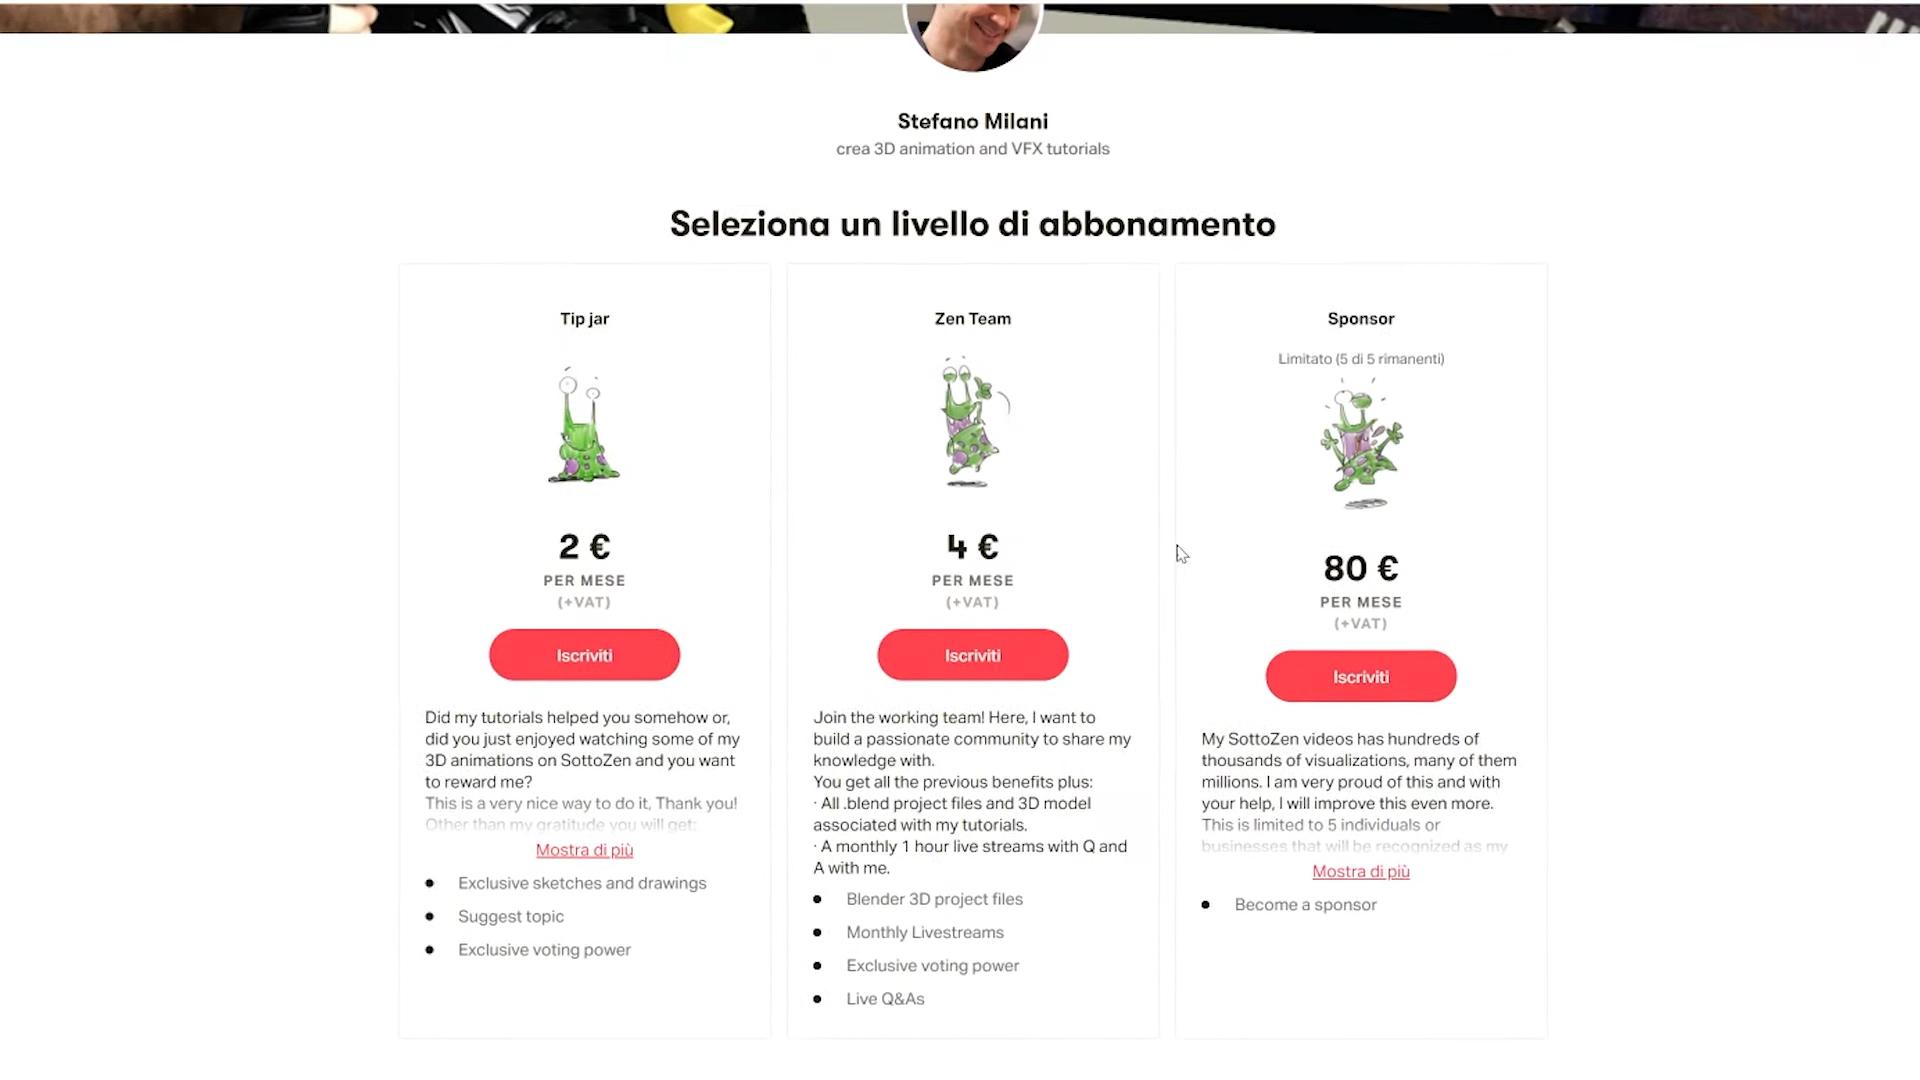 Stefano Milani
crea 3D animation and VFX tutorials
Seleziona un livello di abbonamento
Tip jar
2 €
PER MESE
(+VAT)
Iscriviti
Did my tutorials helped you somehow or,
did you just enjoyed watching some of my
3D animations on SottoZen and you want
to reward me?
This is a very nice way to do it, Thank you!
Other than my gratitude you will get:
Mostra di più
Exclusive sketches and drawings
Suggest topic
Exclusive voting power
Zen Team
4 €
PER MESE
(+VAT)
Iscriviti
Join the working team! Here, I want to
build a passionate community to share my
knowledge with.
You get all the previous benefits plus:
· All .blend project files and 3D model
associated with my tutorials.
· A monthly 1 hour live streams with Q and
A with me.
Blender 3D project files
Monthly Livestreams
Exclusive voting power
Live Q&As
Sponsor
Limitato (5 di 5 rimanenti)
80 €
PER MESE
(+VAT)
Iscriviti
My SottoZen videos has hundreds of
thousands of visualizations, many of them
millions. I am very proud of this and with
your help, I will improve this even more.
This is limited to 5 individuals or
businesses that will be recognized as my
Mostra di più
Become a sponsor